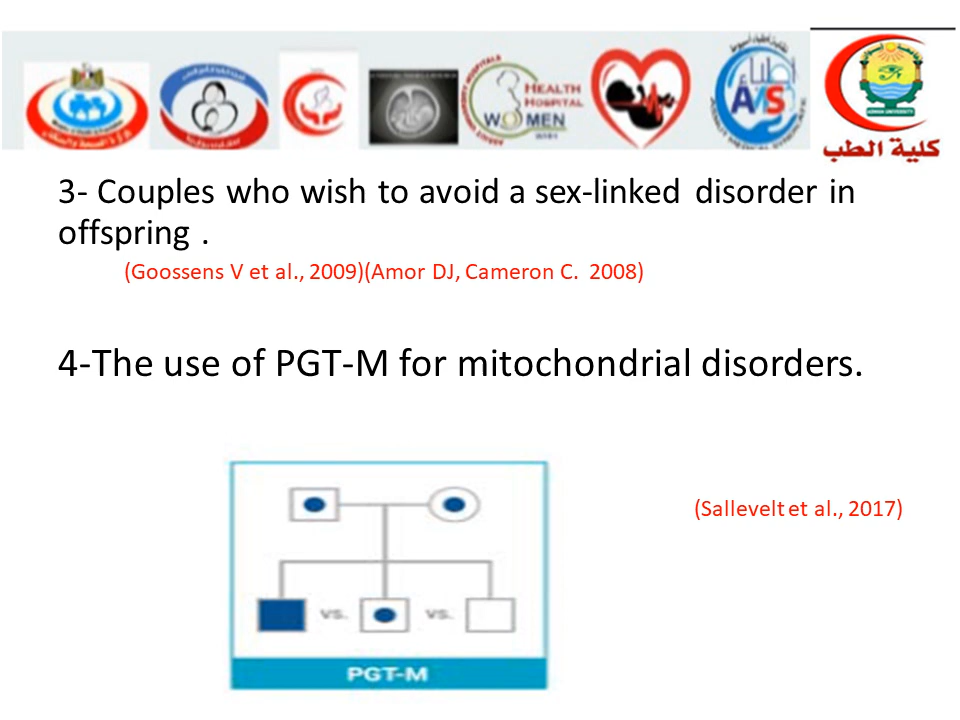 HEALTH
HOSPITAL
WOMEN
AMS
كلية الطب
3- Couples who wish to avoid a sex-linked disorder in
offspring .
(Goossens V et al., 2009)(Amor DJ, Cameron C. 2008)
4-The use of PGT-M for mitochondrial disorders.
(Sallevelt et al., 2017)
vs. vs.
PGT-M